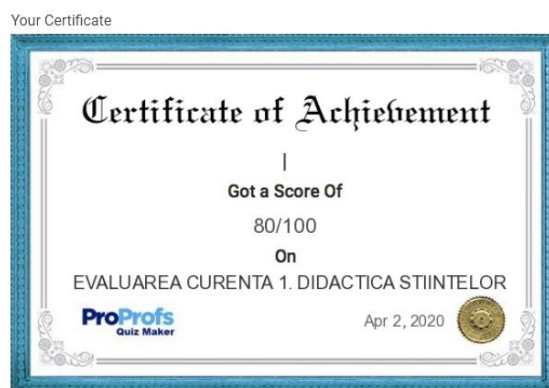 Your Certificate
Certificate of Achievement
|
Got a Score Of
80/100
On
EVALUAREA CURENTA 1. DIDACTICA STIINTELOR
ProProfs
Quiz Maker
Apr 2, 2020